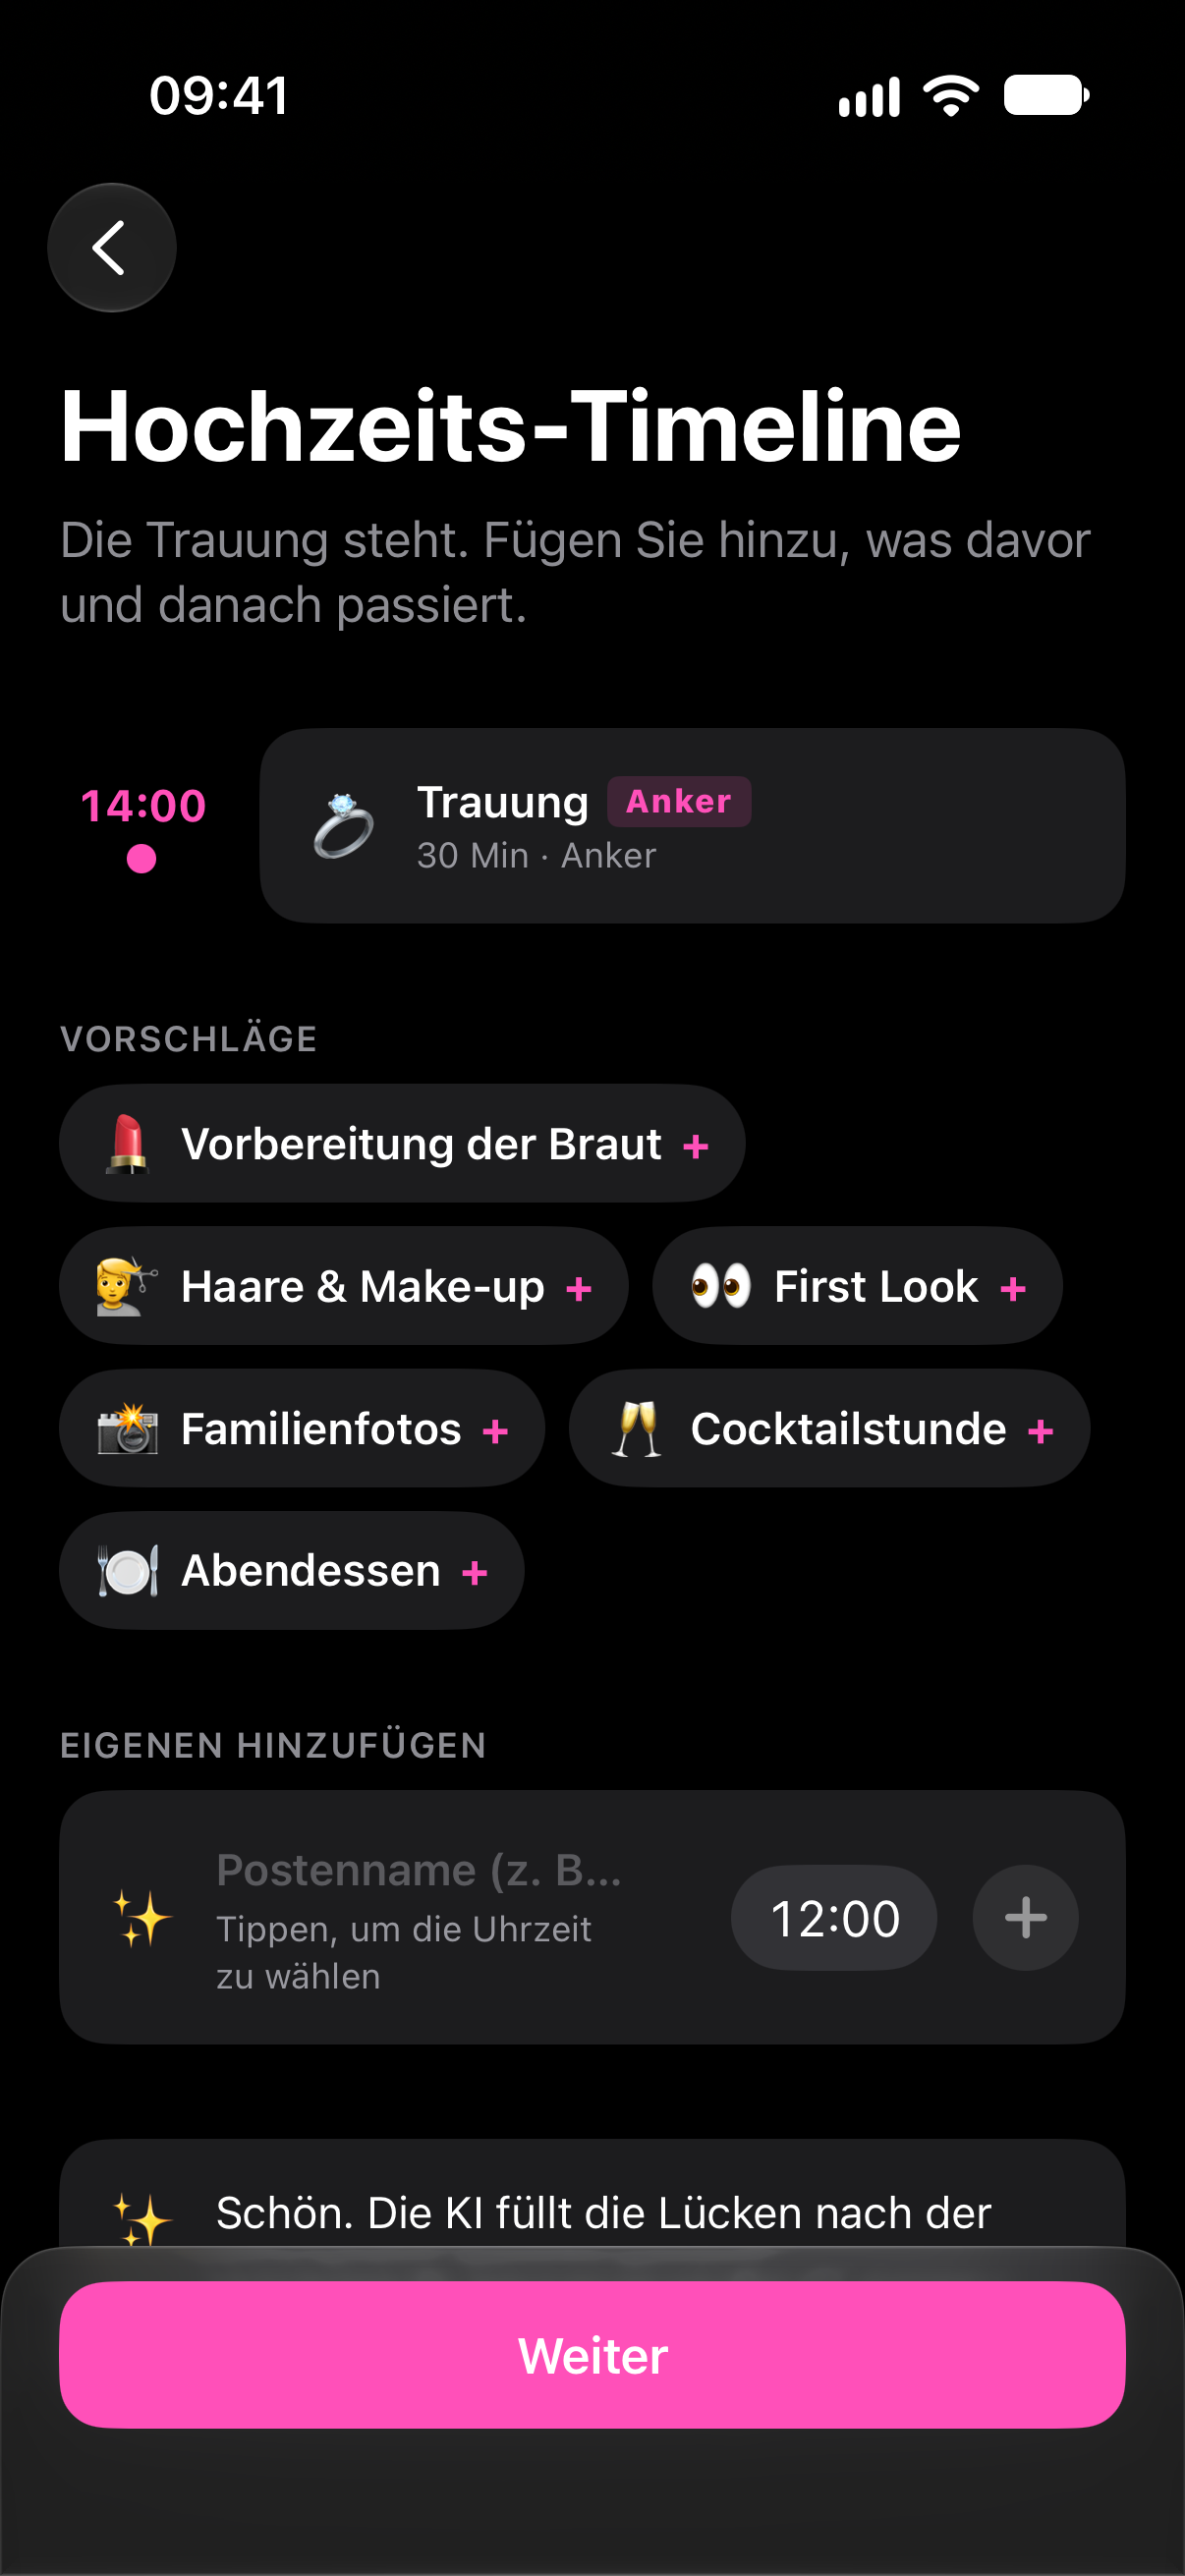 09:41
Hochzeits-Timeline
Die Trauung steht. Fügen Sie hinzu, was davor
und danach passiert.
14:00
Trauung Anker
30 Min · Anker
VORSCHLÄGE
Vorbereitung der Braut +
Haare & Make-up +
First Look +
Familienfotos +
Cocktailstunde +
Abendessen +
EIGENEN HINZUFÜGEN
Postenname (z. B...
Tippen, um die Uhrzeit
zu wählen
12:00
Schön. Die KI füllt die Lücken nach der
Weiter